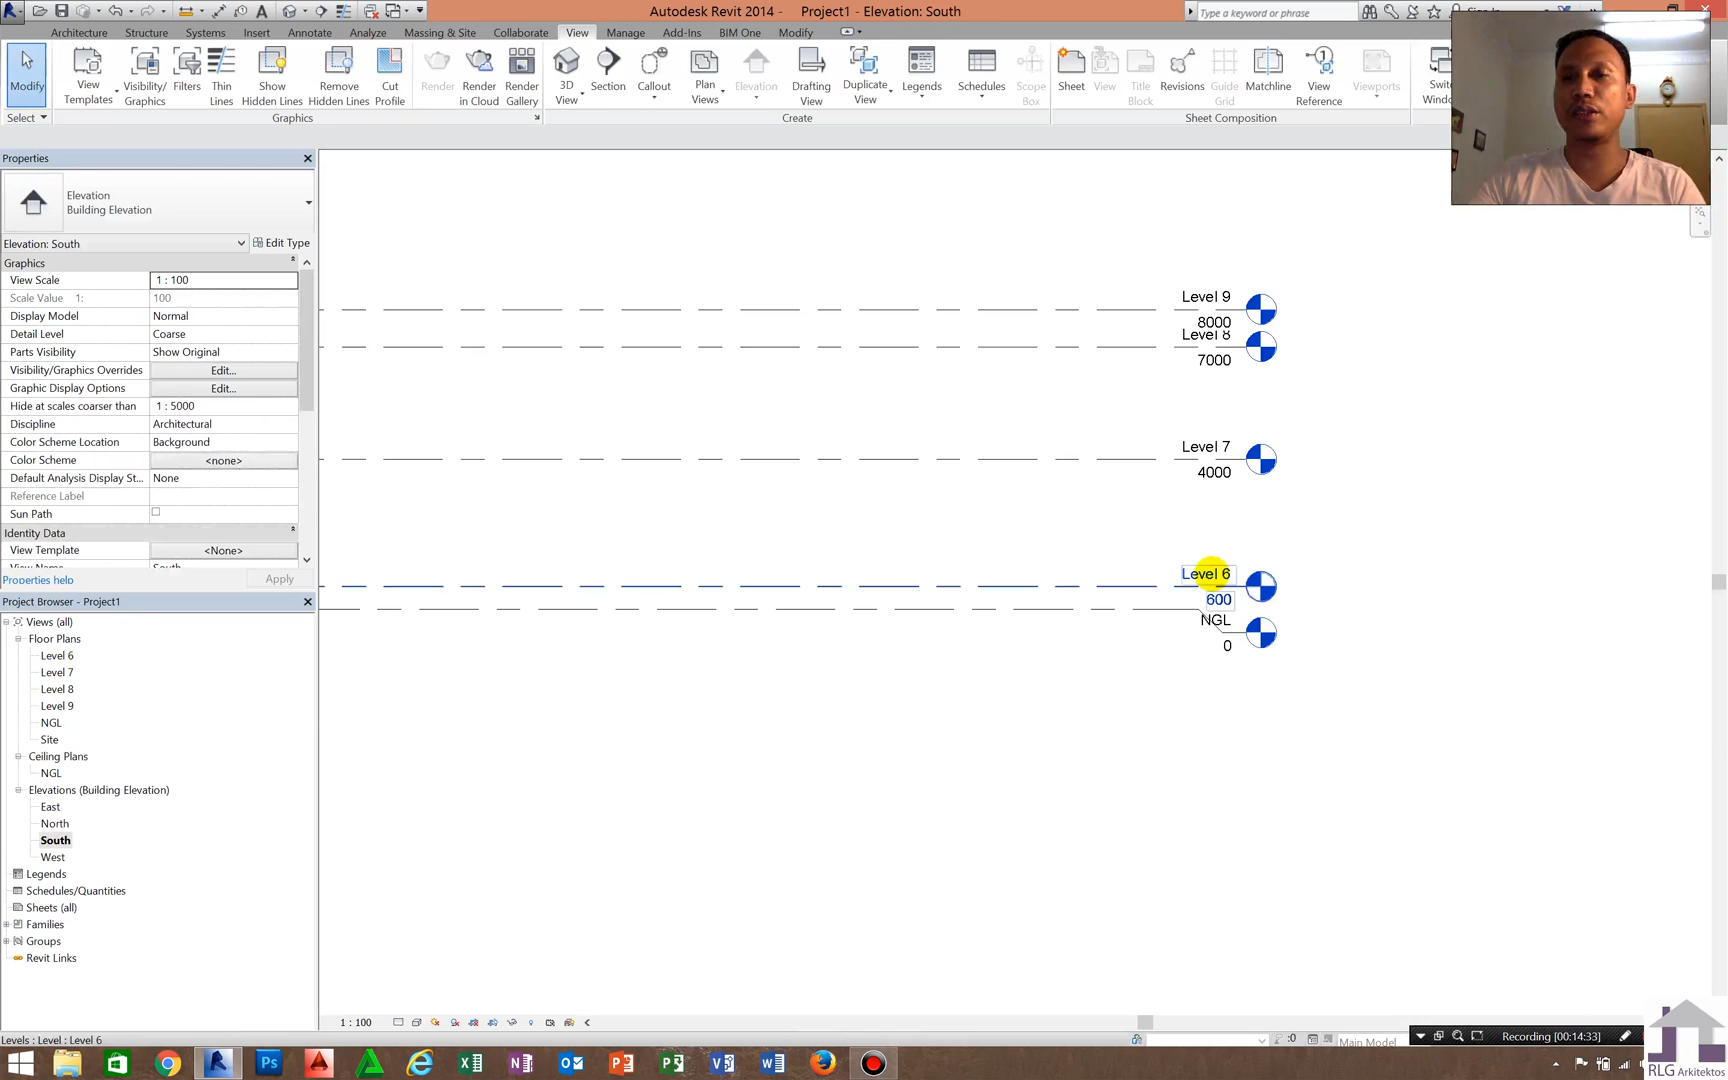 Autodesk Revit 2014 - Project1 - Elevation: South
Type a keyword or phrase
Architecture Structure Systems Insert Annotate Analyze Massing & Site Collaborate View Manage Add-Ins BIM One Modify
Modify
View Templates
Visibility/ Graphics
Filters
Thin Lines
Show Hidden Lines
Remove Hidden Lines
Cut Profile
Render
Render in Cloud
Render Gallery
3D View
Section
Callout
Plan Views
Elevation
Drafting View
Duplicate View
Legends
Schedules
Scope Box
Sheet
View
Title Block
Revisions
Guide Grid
Matchline
View Reference
Viewports
Select
Graphics
Create
Sheet Composition
Properties
Elevation
Building Elevation
Elevation: South
Edit Type
Graphics
View Scale 1 : 100
Scale Value 1: 100
Display Model Normal
Detail Level Coarse
Parts Visibility Show Original
Visibility/Graphics Overrides Edit...
Graphic Display Options Edit...
Hide at scales coarser than 1 : 5000
Discipline Architectural
Color Scheme Location Background
Color Scheme <none>
Default Analysis Display St... None
Reference Label
Sun Path
Identity Data
View Template <None>
Properties help
Apply
Project Browser - Project1
Views (all)
Floor Plans
Level 6
Level 7
Level 8
Level 9
NGL
Site
Ceiling Plans
NGL
Elevations (Building Elevation)
East
North
South
West
Legends
Schedules/Quantities
Sheets (all)
Families
Groups
Revit Links
Level 9
8000
Level 8
7000
Level 7
4000
Level 6
600
NGL
0
1 : 100
Levels : Level : Level 6
:0
Main Model
Recording [00:14:33]
RLG Arkitektos